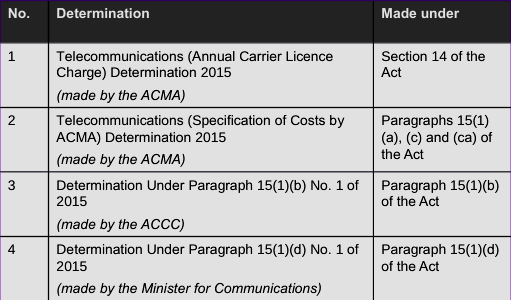 No. Determination Made under
1 Telecommunications (Annual Carrier Licence Section 14 of the
Charge) Determination 2015 Act
(made by the ACMA)
2 Telecommunications (Specification of Costs by Paragraphs 15(1)
ACMA) Determination 2015 (a), (c) and (ca) of
(made by the ACMA) the Act
3 Determination Under Paragraph 15(1)(b) No. 1 of Paragraph 15(1)(b)
2015 of the Act
(made by the ACCC)
4 Determination Under Paragraph 15(1)(d) No. 1 of Paragraph 15(1)(d)
2015 of the Act
(made by the Minister for Communications)